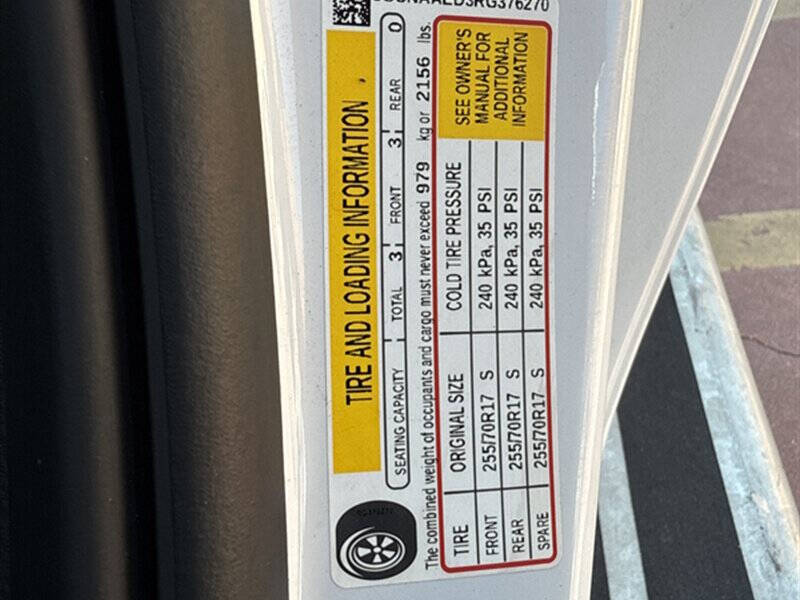 TIRE AND LOADING INFORMATION
SEATING CAPACITY TOTAL 3 FRONT 3 REAR 0
The combined weight of occupants and cargo must never exceed 979 kg or 2156 lbs.
TIRE ORIGINAL SIZE COLD TIRE PRESSURE
FRONT 255/70R17 S 240 kPa, 35 PSI
REAR 255/70R17 S 240 kPa, 35 PSI
SPARE 255/70R17 S 240 kPa, 35 PSI
SEE OWNER'S
MANUAL FOR
ADDITIONAL
INFORMATION